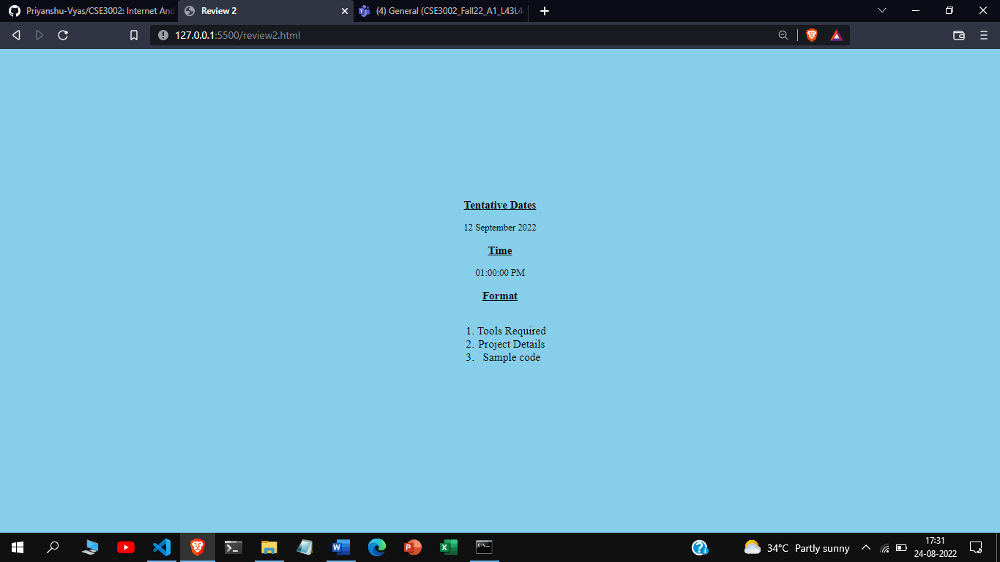 Priyanshu-Vyas/CSE3002: Internet And
Review 2
(4) General (CSE3002_Fall22_A1_L43L4
127.0.0.1:5500/review2.html
Tentative Dates
12 September 2022
Time
01:00:00 PM
Format
1. Tools Required
2. Project Details
3. Sample code
34°C Partly sunny
17:31
24-08-2022